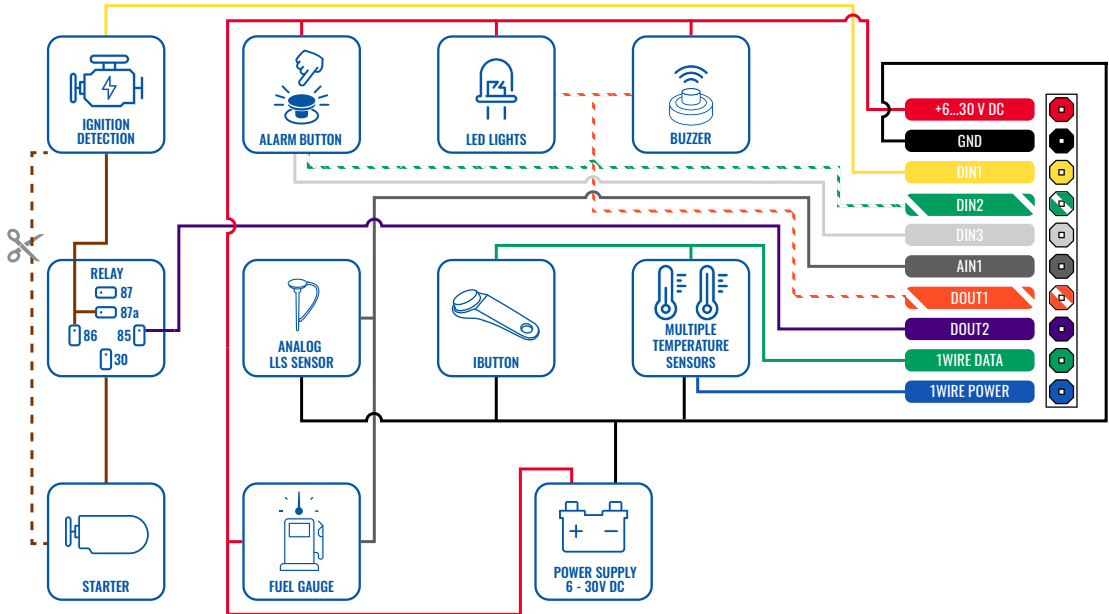 IGNITION
DETECTION
ALARM BUTTON
LED LIGHTS
BUZZER
+6...30 V DC
GND
DIN1
DIN2
DIN3
AIN1
DOUT1
DOUT2
1WIRE DATA
1WIRE POWER
RELAY
87
87a
86
85
30
ANALOG
LLS SENSOR
IBUTTON
MULTIPLE
TEMPERATURE
SENSORS
STARTER
FUEL GAUGE
POWER SUPPLY
6 - 30V DC